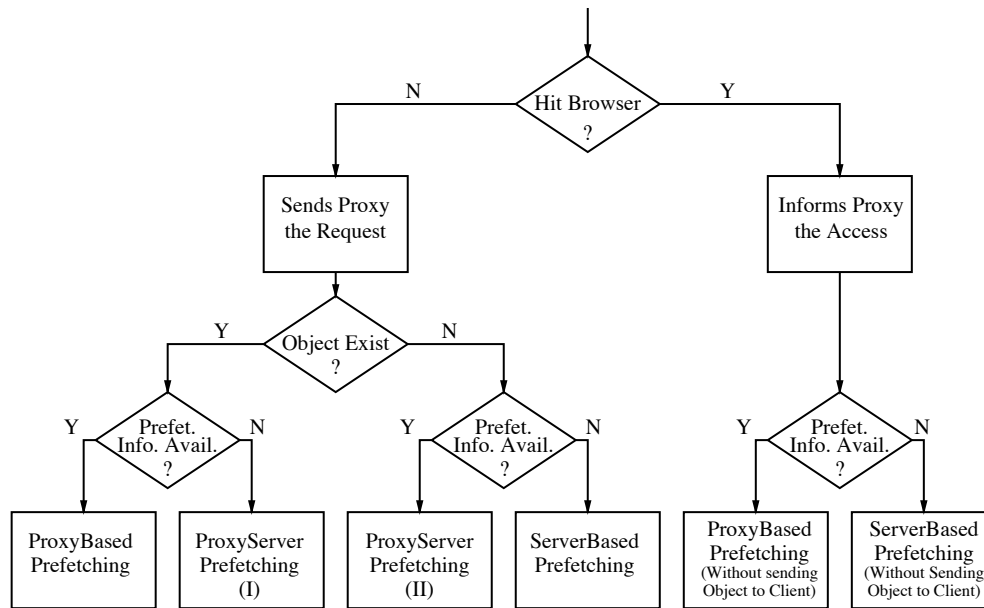 N
Hit Browser
?
Y
Sends Proxy
the Request
Informs Proxy
the Access
Y
Object Exist
?
N
Y
Prefet.
Info. Avail.
?
N
Y
Prefet.
Info. Avail.
?
N
Y
Prefet.
Info. Avail.
?
N
ProxyBased
Prefetching
ProxyServer
Prefetching
(I)
ProxyServer
Prefetching
(II)
ServerBased
Prefetching
ProxyBased
Prefetching
(Without sending
Object to Client)
ServerBased
Prefetching
(Without Sending
Object to Client)